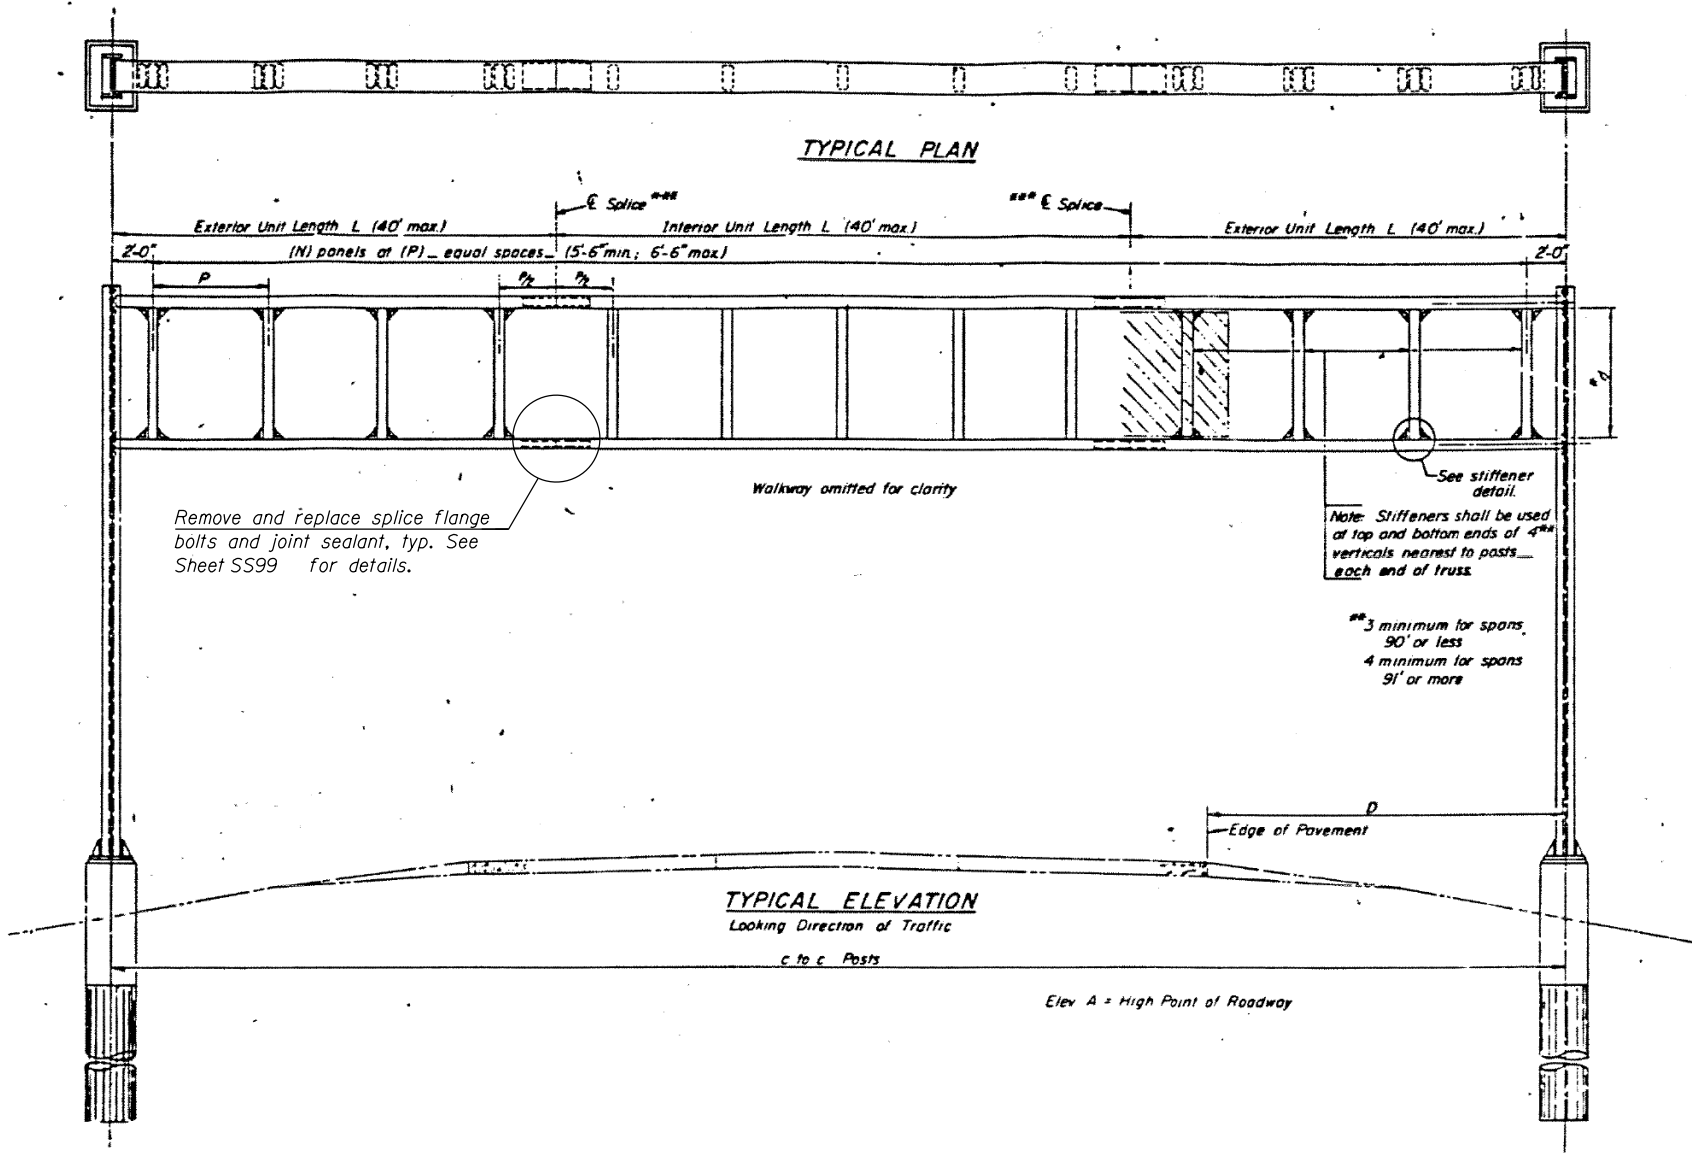 TYPICAL PLAN
℄ Splice ***
*** ℄ Splice
Exterior Unit Length L (40' max.)
Interior Unit Length L (40' max.)
Exterior Unit Length L (40' max.)
2'-0"
(N) panels at (P) _ equal spaces _ (5'-6" min.; 6'-6" max.)
2'-0"
P
P/2
P/2
*d
Walkway omitted for clarity
See stiffener
detail.
Remove and replace splice flange
bolts and joint sealant, typ. See
Sheet SS99 for details.
Note: Stiffeners shall be used
at top and bottom ends of 4**
verticals nearest to posts _
each end of truss.
**3 minimum for spans
90' or less
4 minimum for spans
91' or more
D
Edge of Pavement
TYPICAL ELEVATION
Looking Direction of Traffic
c to c Posts
Elev A = High Point of Roadway